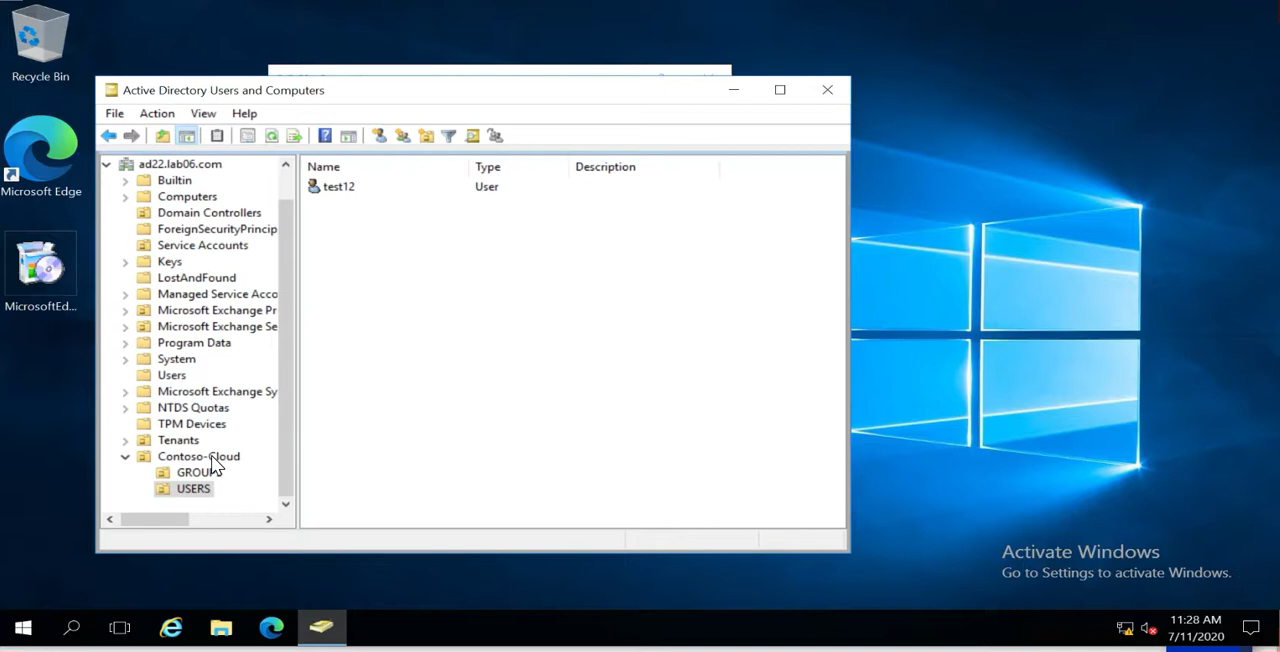 Recycle Bin
Microsoft Edge
MicrosoftEd...
Active Directory Users and Computers
File Action View Help
ad22.lab06.com
Builtin
Computers
Domain Controllers
ForeignSecurityPrincip
Service Accounts
Keys
LostAndFound
Managed Service Acco
Microsoft Exchange Pr
Microsoft Exchange Se
Program Data
System
Users
Microsoft Exchange Sy
NTDS Quotas
TPM Devices
Tenants
Contoso-Cloud
GROUP
USERS
Name Type Description
test12 User
Activate Windows
Go to Settings to activate Windows.
11:28 AM
7/11/2020